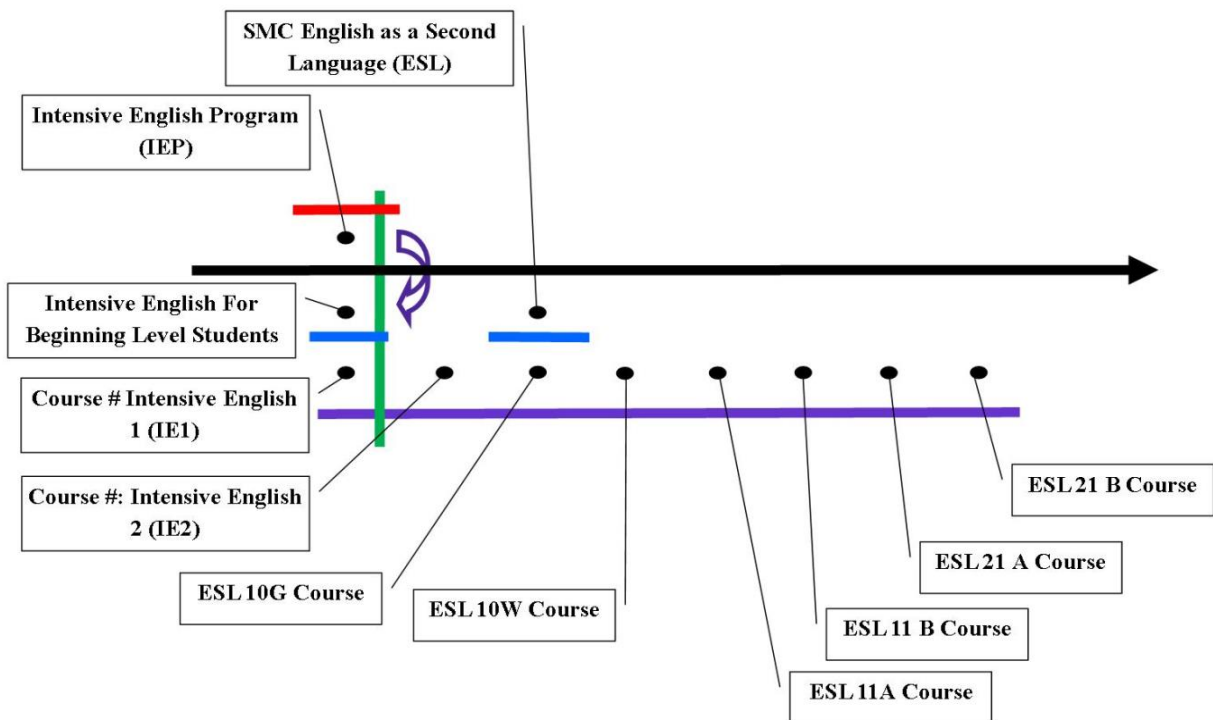 SMC English as a Second
Language (ESL)
Intensive English Program
(IEP)
Intensive English For
Beginning Level Students
Course # Intensive English
1 (IE1)
Course #: Intensive English
2 (IE2)
ESL 10G Course
ESL 10W Course
ESL 11A Course
ESL 11 B Course
ESL 21 A Course
ESL 21 B Course